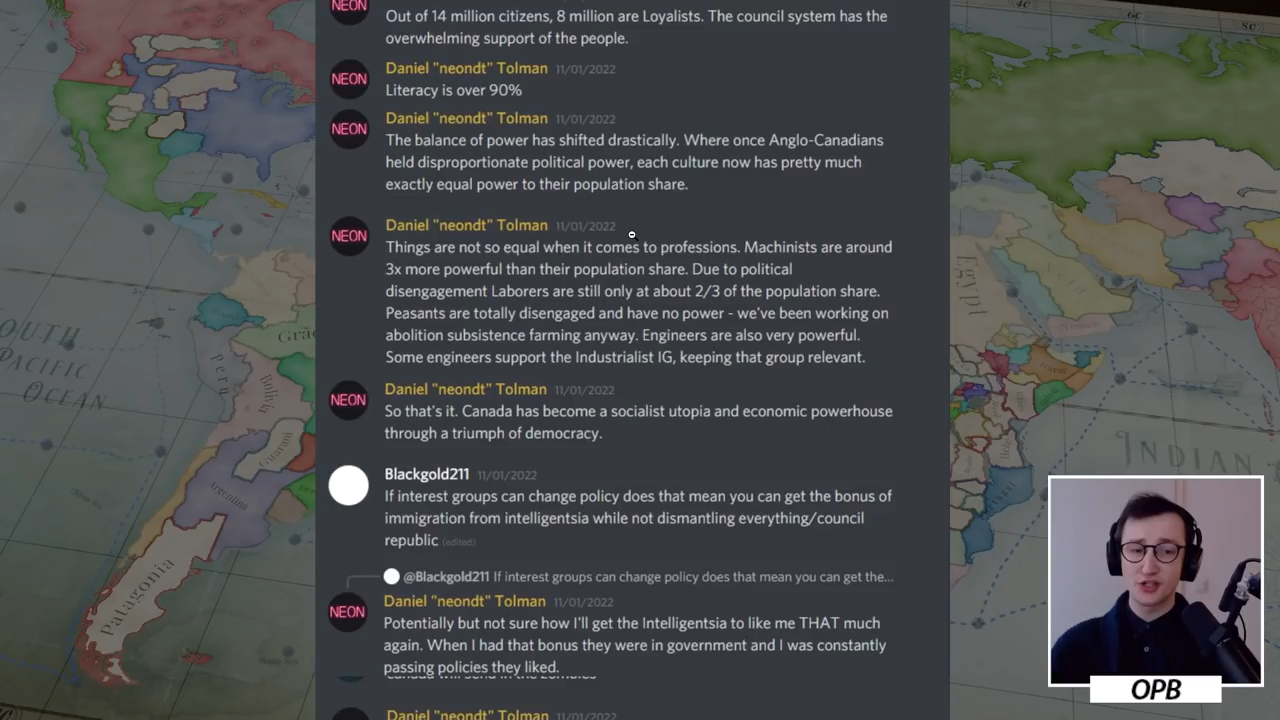 NEON
Out of 14 million citizens, 8 million are Loyalists. The council system has the
overwhelming support of the people.
NEON
Daniel "neondt" Tolman 11/01/2022
Literacy is over 90%
NEON
Daniel "neondt" Tolman 11/01/2022
The balance of power has shifted drastically. Where once Anglo-Canadians
held disproportionate political power, each culture now has pretty much
exactly equal power to their population share.
NEON
Daniel "neondt" Tolman 11/01/2022
Things are not so equal when it comes to professions. Machinists are around
3x more powerful than their population share. Due to political
disengagement Laborers are still only at about 2/3 of the population share.
Peasants are totally disengaged and have no power - we've been working on
abolition subsistence farming anyway. Engineers are also very powerful.
Some engineers support the Industrialist IG, keeping that group relevant.
NEON
Daniel "neondt" Tolman 11/01/2022
So that's it. Canada has become a socialist utopia and economic powerhouse
through a triumph of democracy.
Blackgold211 11/01/2022
If interest groups can change policy does that mean you can get the bonus of
immigration from intelligentsia while not dismantling everything/council
republic (edited)
@Blackgold211 If interest groups can change policy does that mean you can get the...
NEON
Daniel "neondt" Tolman 11/01/2022
Potentially but not sure how I'll get the Intelligentsia to like me THAT much
again. When I had that bonus they were in government and I was constantly
passing policies they liked.
Canada will send in the zombies
Daniel "neondt" Tolman 11/01/2022
SOUTH
PACIFIC
OCEAN
Peru
Bolivia
Guaraní
Argentina
Patagonia
Egypt
Yemen
INDIAN
OPB